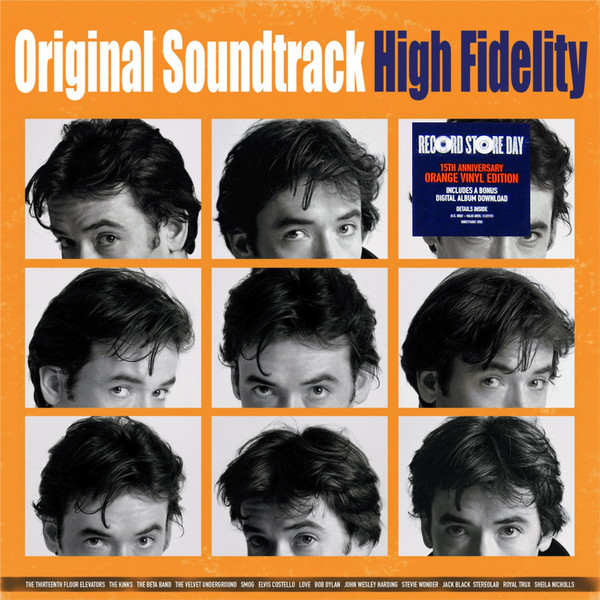 Original Soundtrack High Fidelity
RECORD STORE DAY
15TH ANNIVERSARY
ORANGE VINYL EDITION
INCLUDES A BONUS
DIGITAL ALBUM DOWNLOAD
DETAILS INSIDE
THE THIRTEENTH FLOOR ELEVATORS THE KINKS THE BETA BAND THE VELVET UNDERGROUND SMOG ELVIS COSTELLO LOVE BOB DYLAN JOHN WESLEY HARDING STEVIE WONDER JACK BLACK STEREOLAB ROYAL TRUX SHEILA NICHOLLS